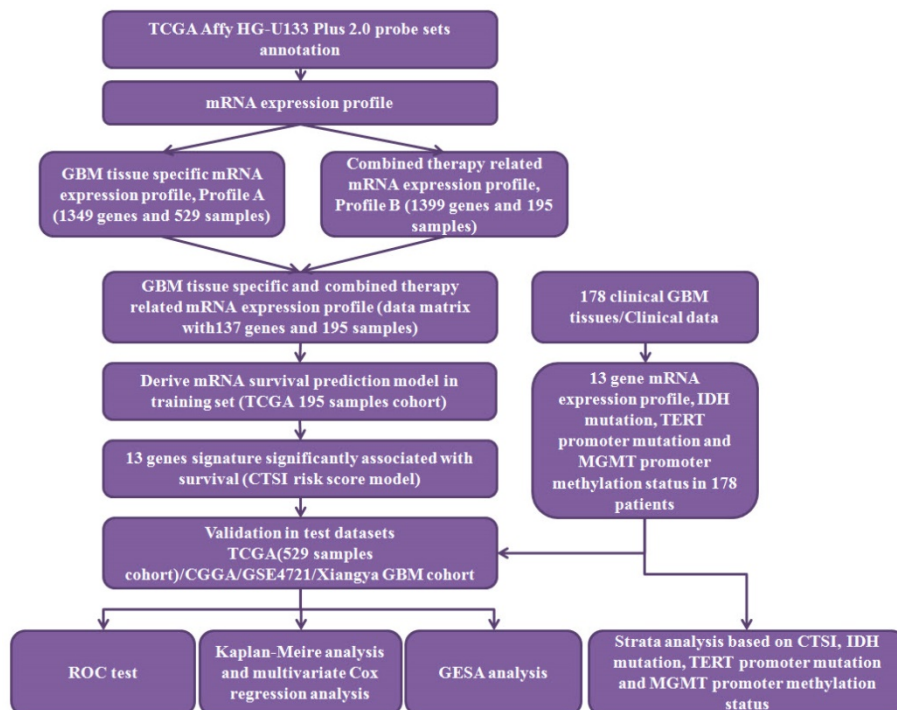 TCGA Affy HG-U133 Plus 2.0 probe sets
annotation
mRNA expression profile
GBM tissue specific mRNA
expression profile, Profile A
(1349 genes and 529 samples)
Combined therapy related
mRNA expression profile,
Profile B (1399 genes and 195
samples)
GBM tissue specific and combined therapy
related mRNA expression profile (data matrix
with137 genes and 195 samples)
178 clinical GBM
tissues/Clinical data
Derive mRNA survival prediction model in
training set (TCGA 195 samples cohort)
13 gene mRNA
expression profile, IDH
mutation, TERT
promoter mutation and
MGMT promoter
methylation status in 178
patients
13 genes signature significantly associated with
survival (CTSI risk score model)
Validation in test datasets
TCGA(529 samples
cohort)/CGGA/GSE4721/Xiangya GBM cohort
ROC test
Kaplan-Meire analysis
and multivariate Cox
regression analysis
GESA analysis
Strata analysis based on CTSI, IDH
mutation, TERT promoter mutation
and MGMT promoter methylation
status